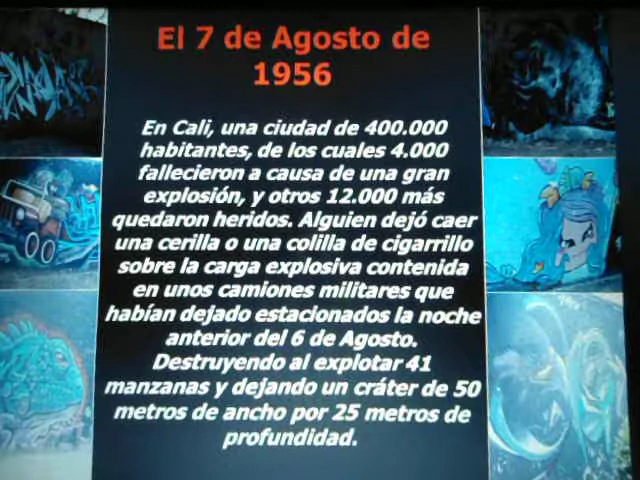 El 7 de Agosto de
1956
En Cali, una ciudad de 400.000
habitantes, de los cuales 4.000
fallecieron a causa de una gran
explosión, y otros 12.000 más
quedaron heridos. Alguien dejó caer
una cerilla o una colilla de cigarrillo
sobre la carga explosiva contenida
en unos camiones militares que
habían dejado estacionados la noche
anterior del 6 de Agosto.
Destruyendo al explotar 41
manzanas y dejando un cráter de 50
metros de ancho por 25 metros de
profundidad.